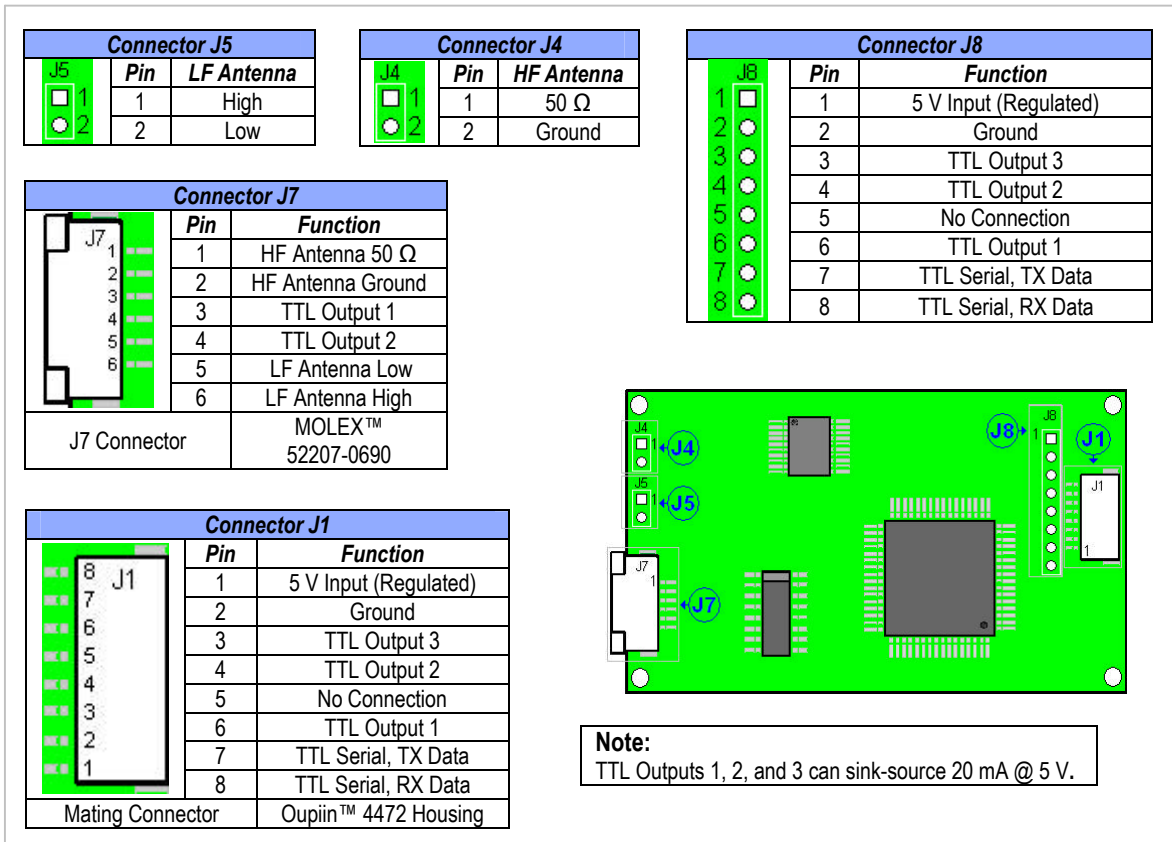 Connector J5
J5 Pin LF Antenna
1 1 High
2 2 Low
Connector J4
J4 Pin HF Antenna
1 1 50 Ω
2 2 Ground
Connector J8
J8 Pin Function
1 1 5 V Input (Regulated)
2 2 Ground
3 3 TTL Output 3
4 4 TTL Output 2
5 5 No Connection
6 6 TTL Output 1
7 7 TTL Serial, TX Data
8 8 TTL Serial, RX Data
Connector J7
J7 Pin Function
1 1 HF Antenna 50 Ω
2 2 HF Antenna Ground
3 3 TTL Output 1
4 4 TTL Output 2
5 5 LF Antenna Low
6 6 LF Antenna High
J7 Connector MOLEX™
52207-0690
J4
1 J4
J5
1 J5
J7
1
J7
J8
J8 1
J1
J1
1
Connector J1
Pin Function
8 J1 1 5 V Input (Regulated)
7 2 Ground
6 3 TTL Output 3
5 4 TTL Output 2
4 5 No Connection
3 6 TTL Output 1
2 7 TTL Serial, TX Data
1 8 TTL Serial, RX Data
Mating Connector Oupiin™ 4472 Housing
Note:
TTL Outputs 1, 2, and 3 can sink-source 20 mA @ 5 V.